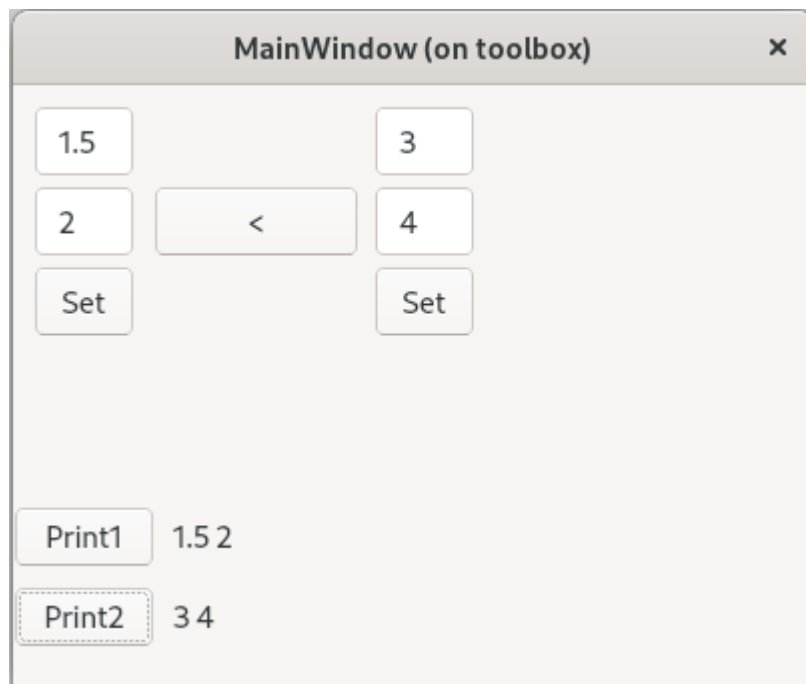 MainWindow (on toolbox) ×
1.5 3
2 < 4
Set Set
Print1 1.5 2
Print2 3 4